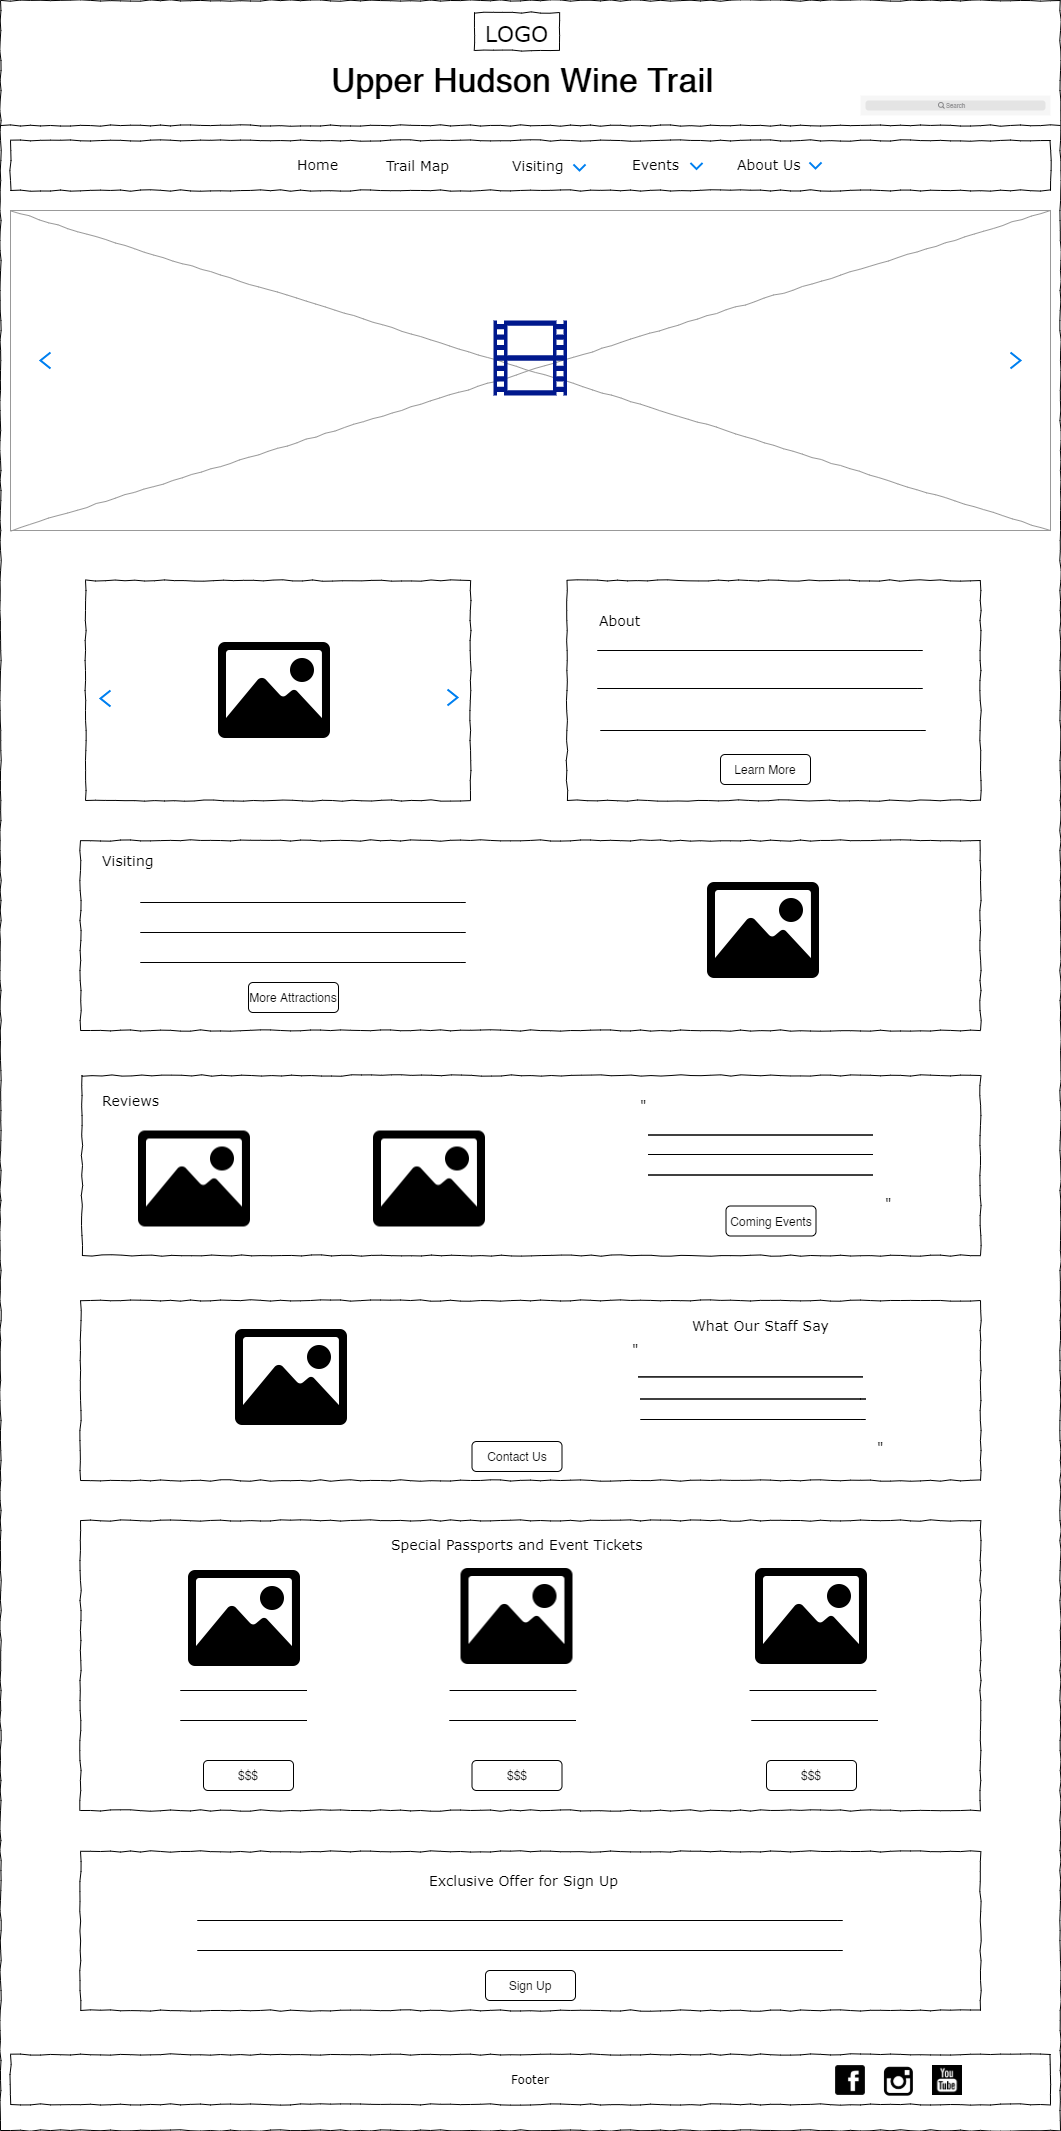 LOGO
Upper Hudson Wine Trail
Search
Home Trail Map Visiting Events About Us
About
Learn More
Visiting
More Attractions
Reviews
"
"
Coming Events
What Our Staff Say
"
"
Contact Us
Special Passports and Event Tickets
$$$ $$$ $$$
Exclusive Offer for Sign Up
Sign Up
Footer
You
Tube